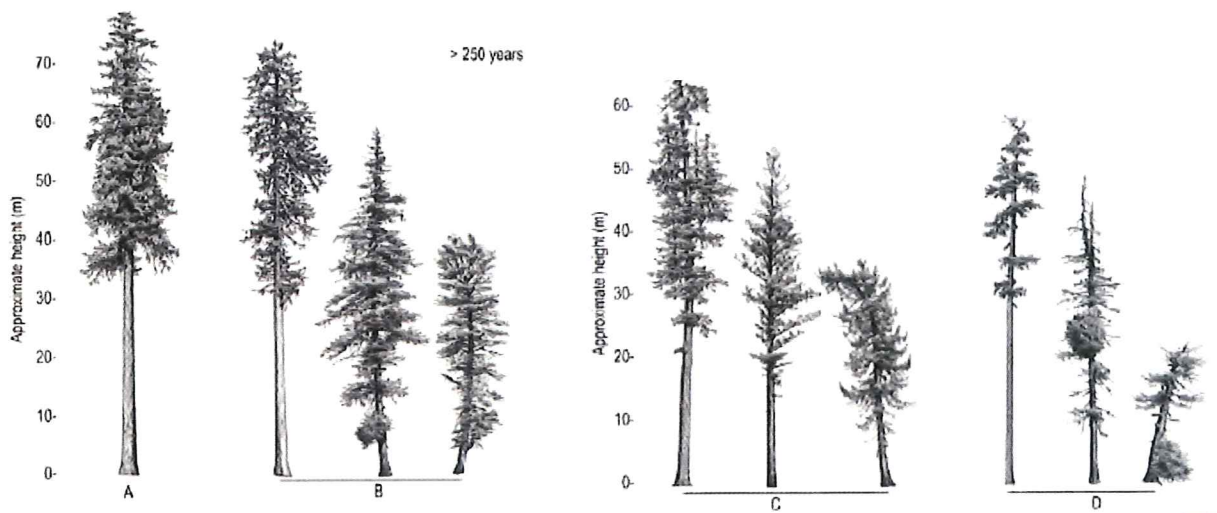 > 250 years
Approximate height (m)
70-
60-
50-
40-
30-
20-
10-
0-
A
B
Approximate height (m)
60-
50-
40-
30-
20-
10-
0-
C
D